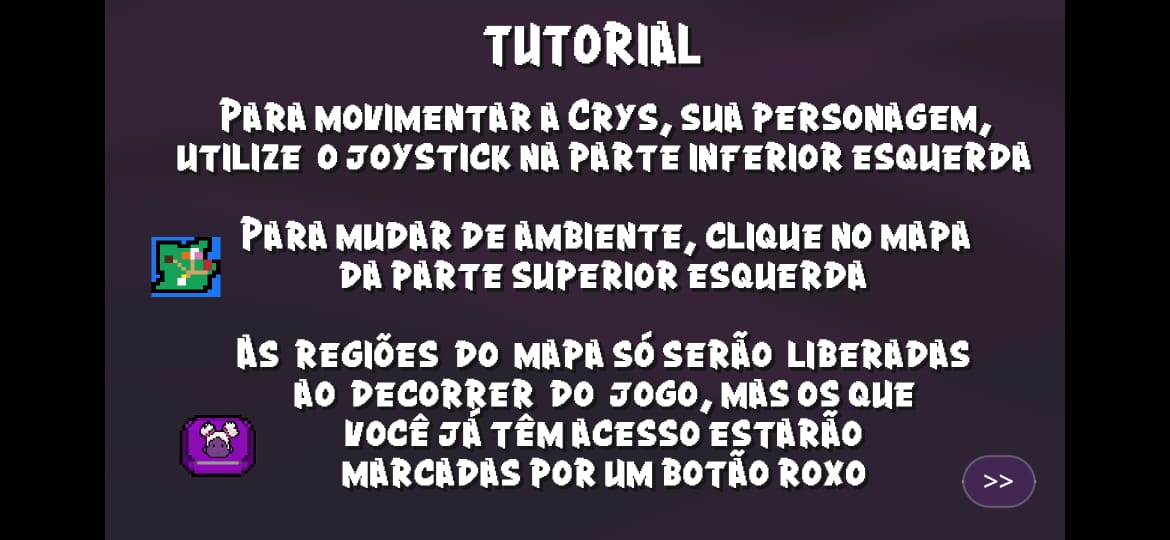 TUTORIAL
PARA MOVIMENTAR A CRYS, SUA PERSONAGEM,
UTILIZE O JOYSTICK NA PARTE INFERIOR ESQUERDA
PARA MUDAR DE AMBIENTE, CLIQUE NO MAPA
DA PARTE SUPERIOR ESQUERDA
AS REGIÕES DO MAPA SÓ SERÃO LIBERADAS
AO DECORRER DO JOGO, MAS OS QUE
VOCÊ JÁ TÊM ACESSO ESTARÃO
MARCADAS POR UM BOTÃO ROXO
>>